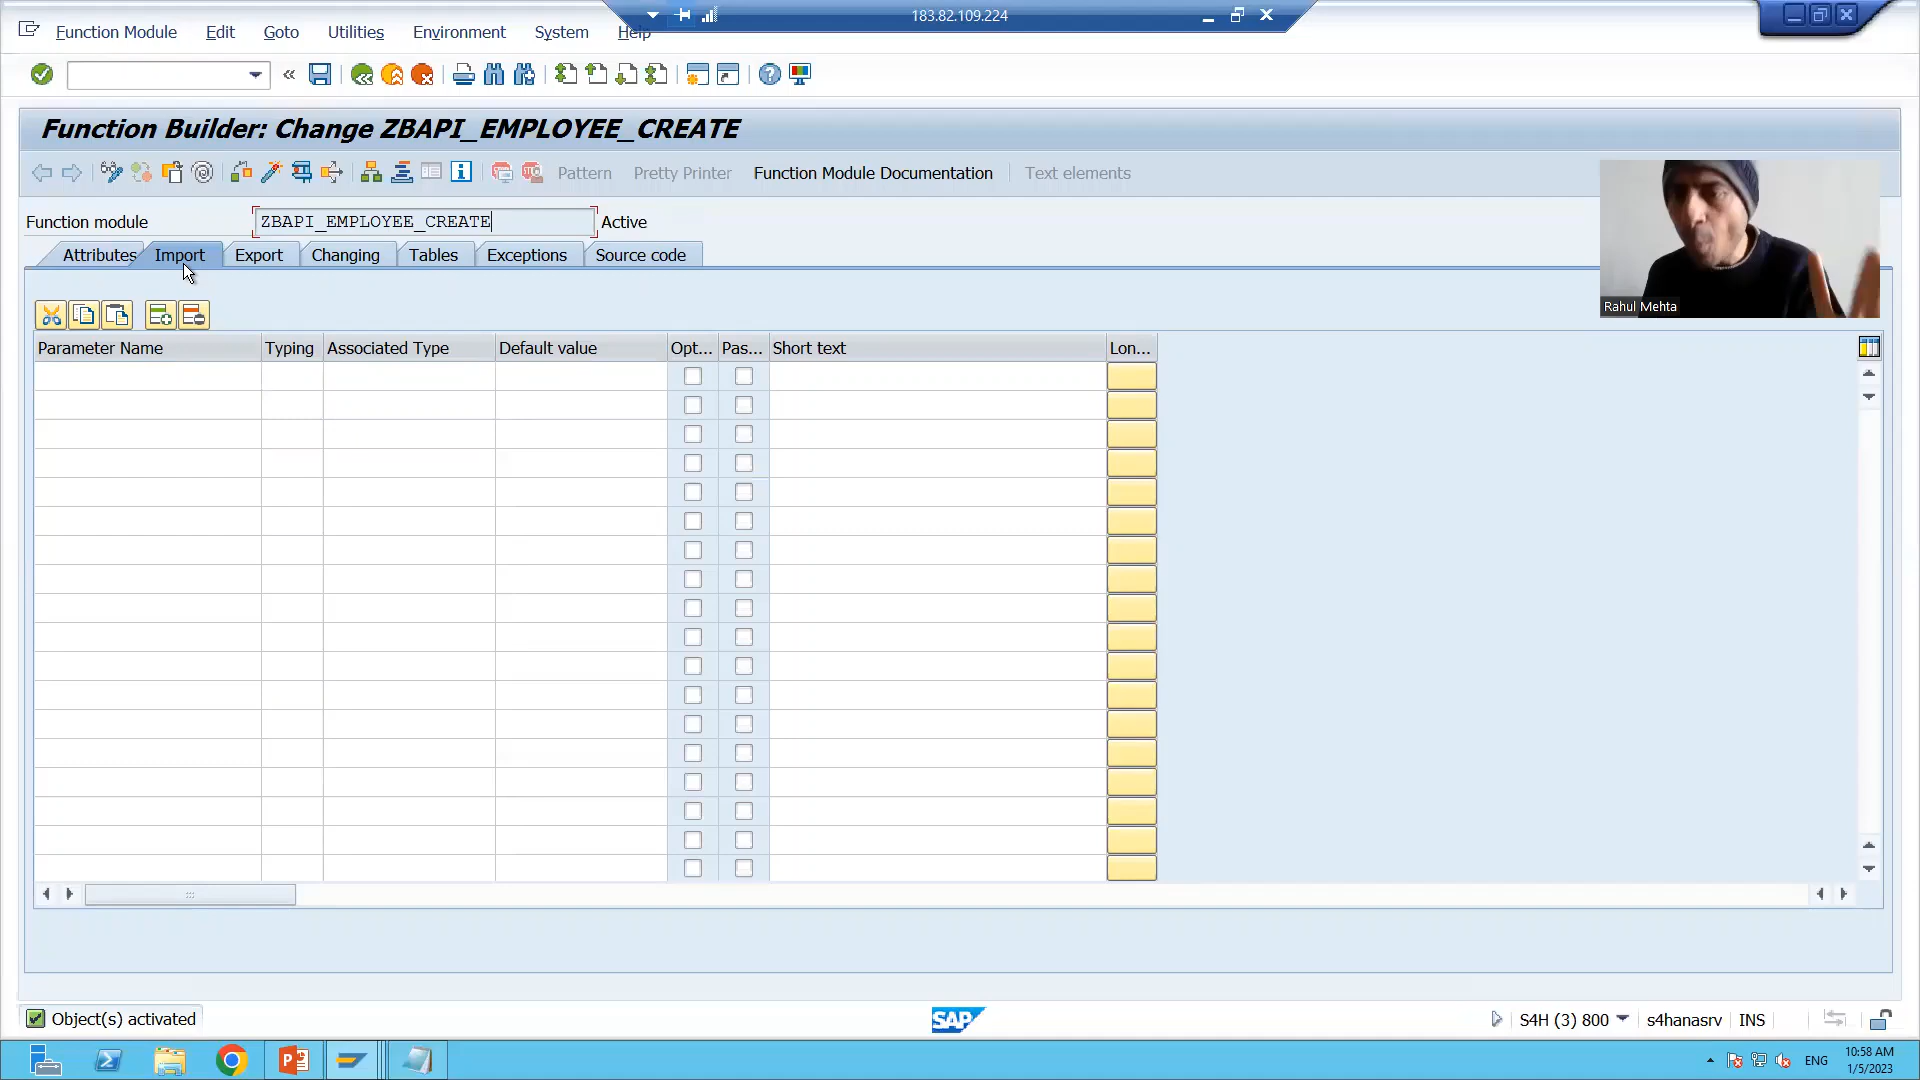 183.82.109.224
Function Module Edit Goto Utilities Environment System Help
Function Builder: Change ZBAPI_EMPLOYEE_CREATE
Pattern Pretty Printer Function Module Documentation Text elements
Function module ZBAPI_EMPLOYEE_CREATE Active
Attributes Import Export Changing Tables Exceptions Source code
Rahul Mehta
Parameter Name Typing Associated Type Default value Opt... Pas... Short text Lon...
Object(s) activated SAP S4H (3) 800 s4hanasrv INS
ENG 10:58 AM
1/5/2023